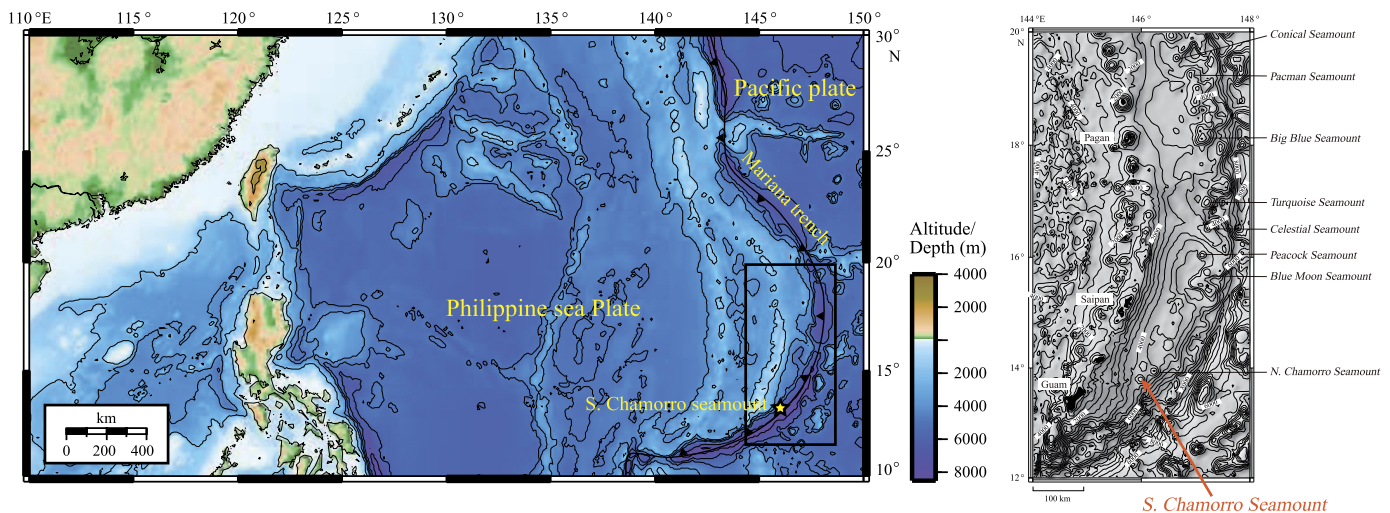 110°E 115° 120° 125° 130° 135° 140° 145° 150°
30°
N
25°
20°
15°
10°
Pacific plate
Mariana trench
Philippine sea Plate
S. Chamorro seamount
km
0 200 400
Altitude/
Depth (m)
4000
2000
2000
4000
6000
8000
144°E 146° 148°
20°
N
18°
16°
14°
12°
Pagan
Saipan
Guam
100 km
Conical Seamount
Pacman Seamount
Big Blue Seamount
Turquoise Seamount
Celestial Seamount
Peacock Seamount
Blue Moon Seamount
N. Chamorro Seamount
S. Chamorro Seamount